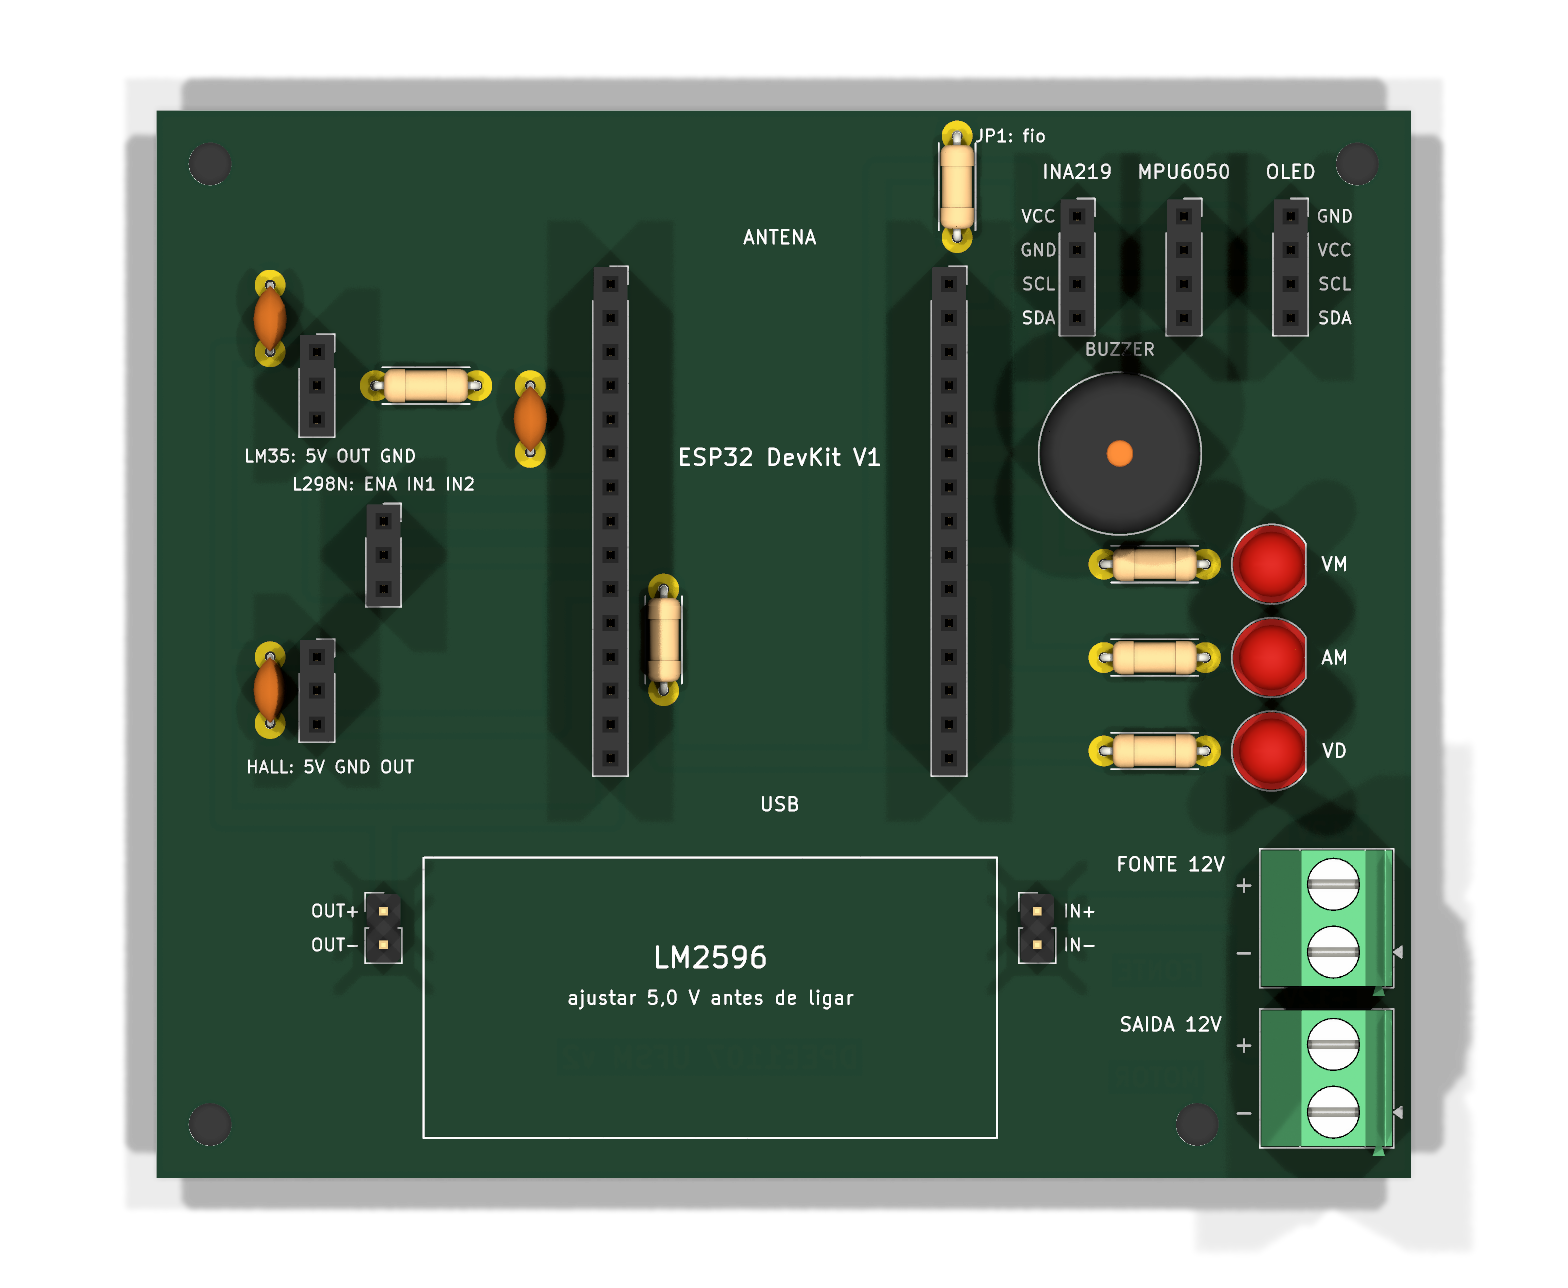 JP1: fio
INA219 MPU6050 OLED
VCC
GND
SCL
SDA
GND
VCC
SCL
SDA
ANTENA
BUZZER
LM35: 5V OUT GND
L298N: ENA IN1 IN2
ESP32 DevKit V1
VM
AM
VD
HALL: 5V GND OUT
USB
FONTE 12V
+
−
OUT+
OUT−
IN+
IN−
LM2596
ajustar 5,0 V antes de ligar
SAIDA 12V
+
−
FONTE
MOTOR